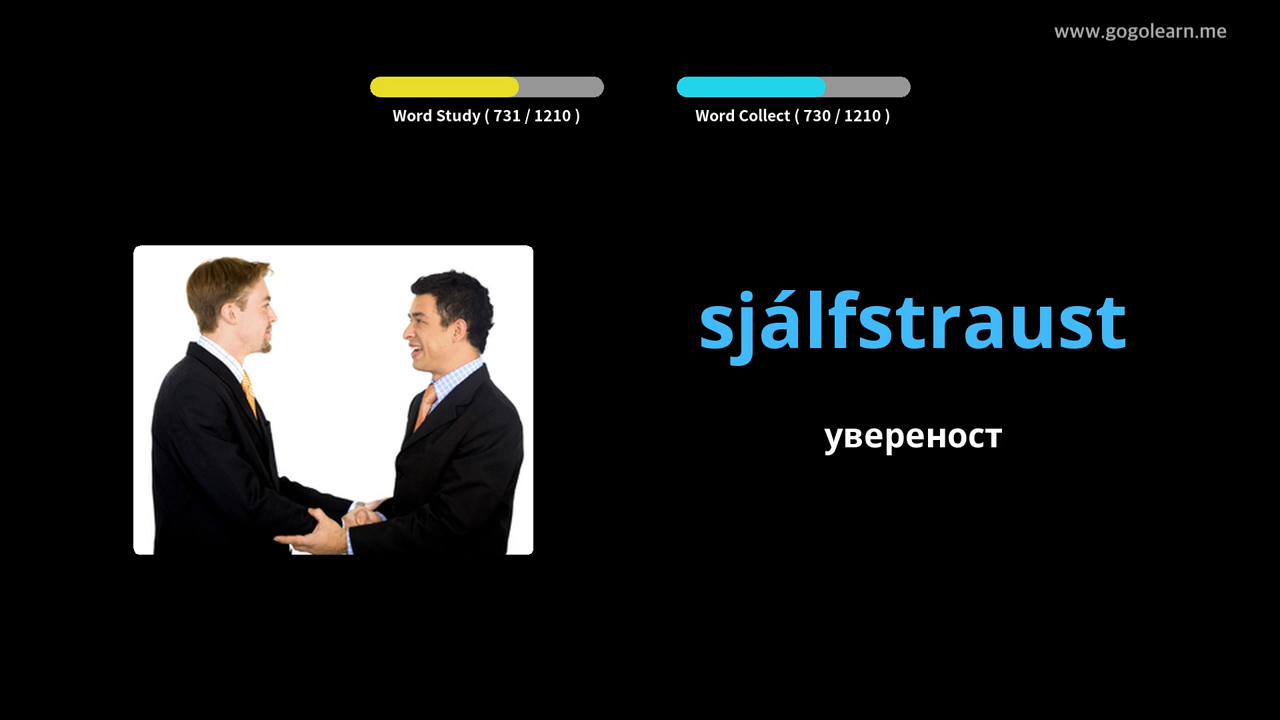 www.gogolearn.me
Word Study ( 731 / 1210 )
Word Collect ( 730 / 1210 )
sjálfstraust
увереност